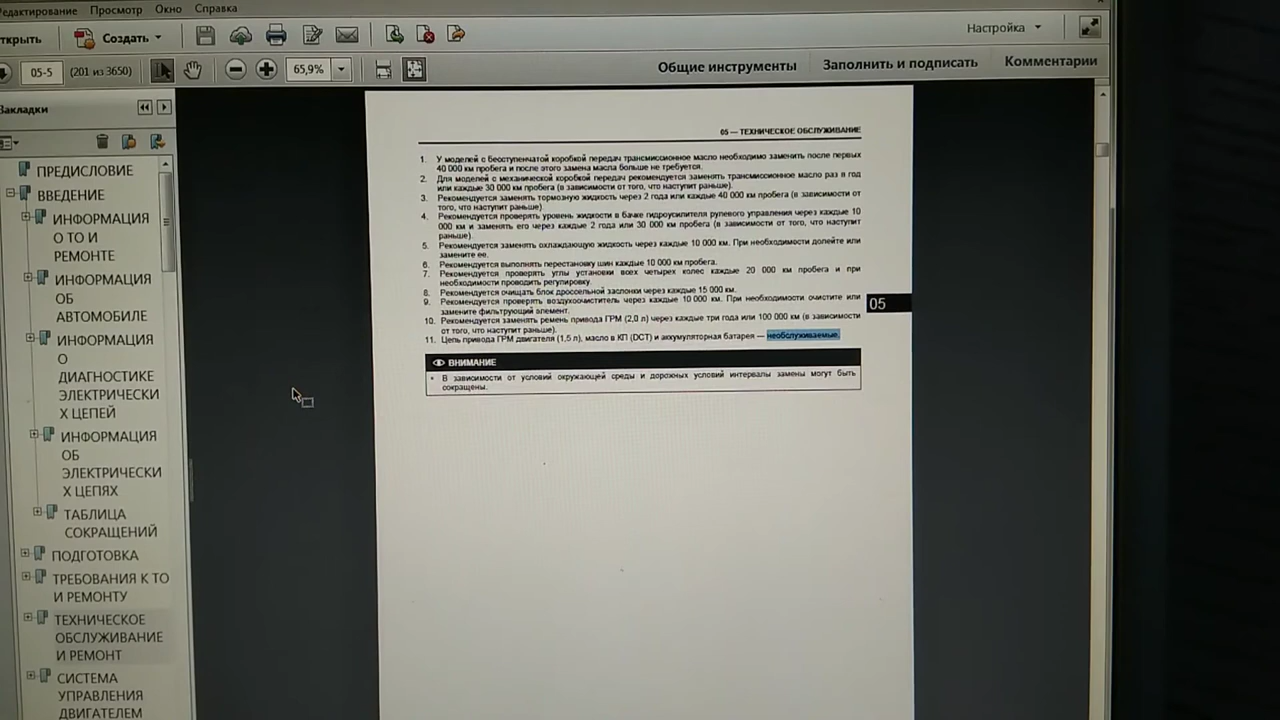 едактирование Просмотр Окно Справка
ткрыть Создать Настройка
05-5 (201 из 3650) 65,9% Общие инструменты Заполнить и подписать Комментарии
Закладки
ПРЕДИСЛОВИЕ
ВВЕДЕНИЕ
ИНФОРМАЦИЯ
О ТО И
РЕМОНТЕ
ИНФОРМАЦИЯ
ОБ
АВТОМОБИЛЕ
ИНФОРМАЦИЯ
О
ДИАГНОСТИКЕ
ЭЛЕКТРИЧЕСКИ
Х ЦЕПЕЙ
ИНФОРМАЦИЯ
ОБ
ЭЛЕКТРИЧЕСКИ
Х ЦЕПЯХ
ТАБЛИЦА
СОКРАЩЕНИЙ
ПОДГОТОВКА
ТРЕБОВАНИЯ К ТО
И РЕМОНТУ
ТЕХНИЧЕСКОЕ
ОБСЛУЖИВАНИЕ
И РЕМОНТ
СИСТЕМА
УПРАВЛЕНИЯ
ДВИГАТЕЛЕМ
05 — ТЕХНИЧЕСКОЕ ОБСЛУЖИВАНИЕ
1. У моделей с бесступенчатой коробкой передач трансмиссионное масло необходимо заменить после первых
40 000 км пробега и после этого замена масла больше не требуется.
2. Для моделей с механической коробкой передач рекомендуется заменять трансмиссионное масло раз в год
или каждые 30 000 км пробега (в зависимости от того, что наступит раньше).
3. Рекомендуется заменять тормозную жидкость через 2 года или каждые 40 000 км пробега (в зависимости от
того, что наступит раньше).
4. Рекомендуется проверять уровень жидкости в бачке гидроусилителя рулевого управления через каждые 10
000 км и заменять его через каждые 2 года или 30 000 км пробега (в зависимости от того, что наступит
раньше).
5. Рекомендуется заменять охлаждающую жидкость через каждые 10 000 км. При необходимости долейте или
замените ее.
6. Рекомендуется выполнять перестановку шин каждые 10 000 км пробега.
7. Рекомендуется проверять углы установки всех четырех колес каждые 20 000 км пробега и при
необходимости проводить регулировку.
8. Рекомендуется очищать блок дроссельной заслонки через каждые 15 000 км.
9. Рекомендуется проверять воздухоочиститель через каждые 10 000 км. При необходимости очистите или
замените фильтрующий элемент.
10. Рекомендуется заменять ремень привода ГРМ (2,0 л) через каждые три года или 100 000 км (в зависимости
от того, что наступит раньше).
11. Цепь привода ГРМ двигателя (1,5 л), масло в КП (DCT) и аккумуляторная батарея — необслуживаемые.
05
ВНИМАНИЕ
• В зависимости от условий окружающей среды и дорожных условий интервалы замены могут быть
сокращены.